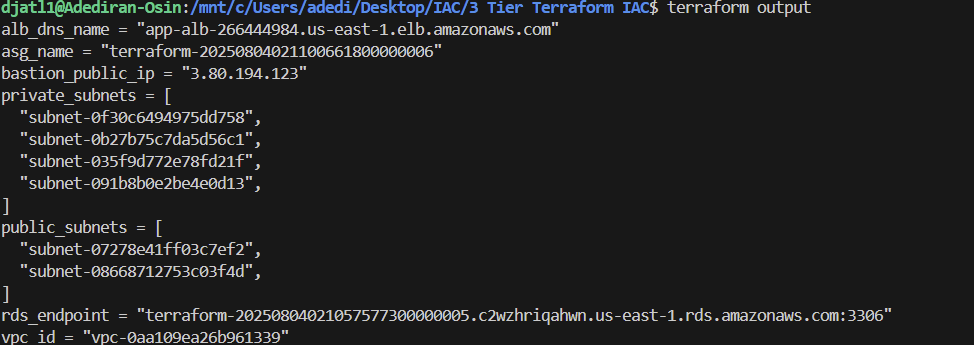 djatl1@Adediran-Osin:/mnt/c/Users/adedi/Desktop/IAC/3 Tier Terraform IAC$ terraform output
alb_dns_name = "app-alb-266444984.us-east-1.elb.amazonaws.com"
asg_name = "terraform-20250804021100661800000006"
bastion_public_ip = "3.80.194.123"
private_subnets = [
  "subnet-0f30c6494975dd758",
  "subnet-0b27b75c7da5d56c1",
  "subnet-035f9d772e78fd21f",
  "subnet-091b8b0e2be4e0d13",
]
public_subnets = [
  "subnet-07278e41ff03c7ef2",
  "subnet-08668712753c03f4d",
]
rds_endpoint = "terraform-20250804021057577300000005.c2wzhriqahwn.us-east-1.rds.amazonaws.com:3306"
vpc_id = "vpc-0aa109ea26b961339"